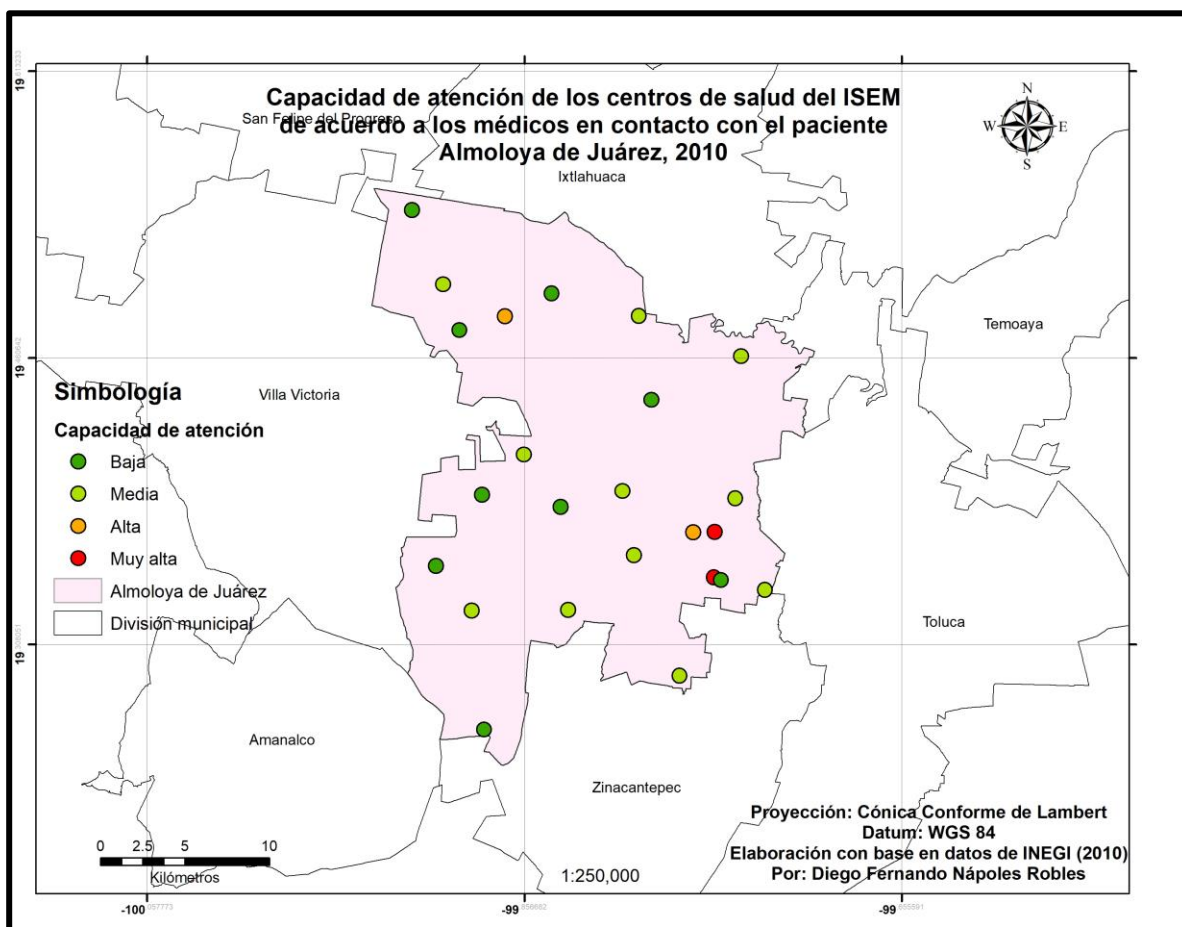 Capacidad de atención de los centros de salud del ISEM
San Felipe del Progreso
de acuerdo a los médicos en contacto con el paciente
Almoloya de Juárez, 2010
Ixtlahuaca
N
W E
S
Temoaya
Villa Victoria
Simbología
Capacidad de atención
Baja
Media
Alta
Muy alta
Almoloya de Juárez
División municipal
Toluca
Amanalco
Zinacantepec
Proyección: Cónica Conforme de Lambert
Datum: WGS 84
Elaboración con base en datos de INEGI (2010)
Por: Diego Fernando Nápoles Robles
0 2.5 5 10
Kilómetros
1:250,000
19
19
19
-100
-99
-99